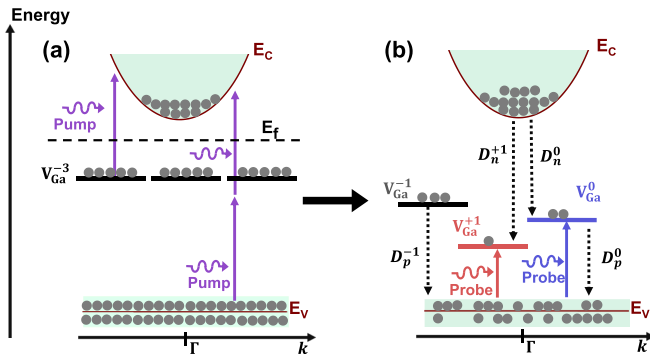 Energy
(a)
E_C
Pump
E_f
V_Ga^-3
Pump
E_V
Γ
k
(b)
E_C
D_n^+1
D_n^0
V_Ga^-1
V_Ga^0
V_Ga^+1
D_p^-1
D_p^0
Probe
Probe
E_V
Γ
k